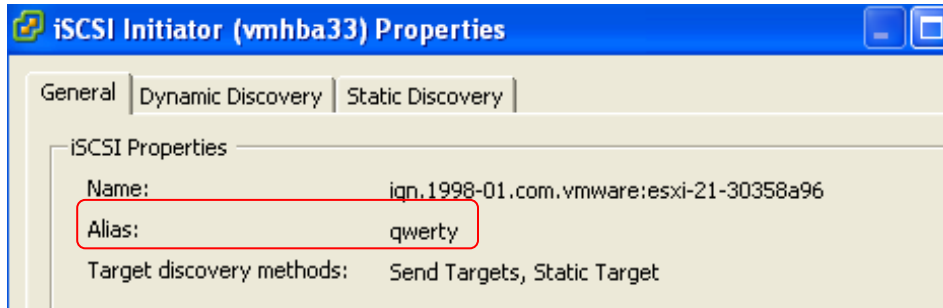 iSCSI Initiator (vmhba33) Properties
General Dynamic Discovery Static Discovery
iSCSI Properties
Name: iqn.1998-01.com.vmware:esxi-21-30358a96
Alias: qwerty
Target discovery methods: Send Targets, Static Target